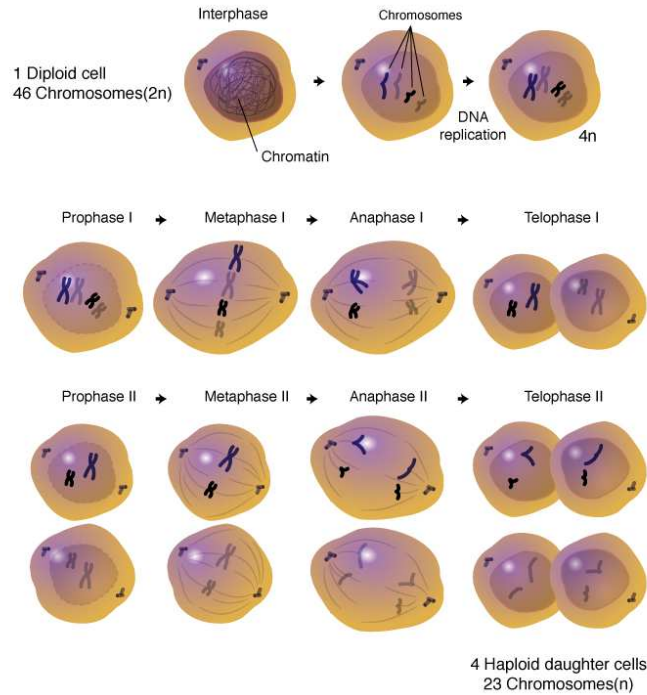 Interphase
Chromosomes
1 Diploid cell
46 Chromosomes(2n)
DNA
replication
4n
Chromatin
Prophase I
Metaphase I
Anaphase I
Telophase I
Prophase II
Metaphase II
Anaphase II
Telophase II
4 Haploid daughter cells
23 Chromosomes(n)